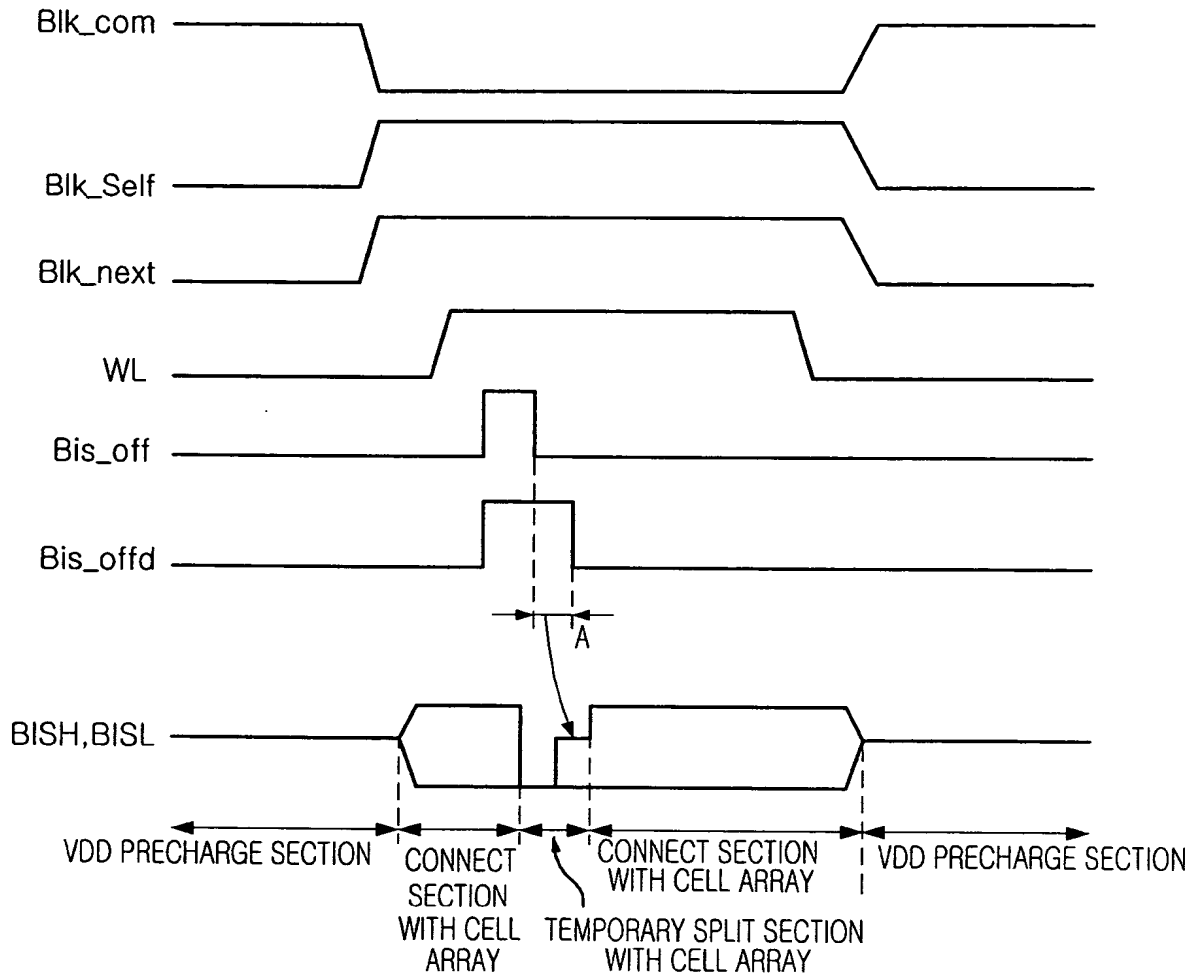 Blk_com
Blk_Self
Blk_next
WL
Bis_off
Bis_offd
A
BISH,BISL
VDD PRECHARGE SECTION
CONNECT
SECTION
WITH CELL
ARRAY
TEMPORARY SPLIT SECTION
WITH CELL ARRAY
CONNECT SECTION
WITH CELL ARRAY
VDD PRECHARGE SECTION